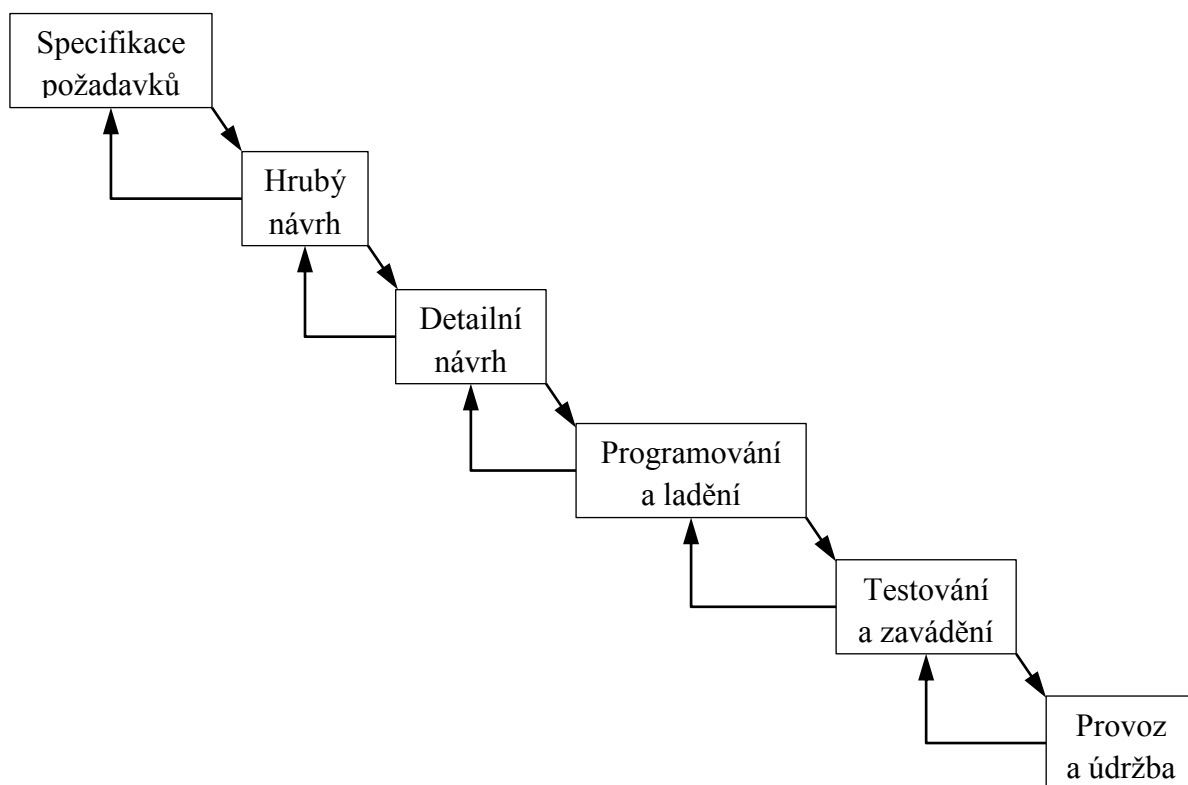 Specifikace
požadavků
Hrubý
návrh
Detailní
návrh
Programování
a ladění
Testování
a zavádění
Provoz
a údržba